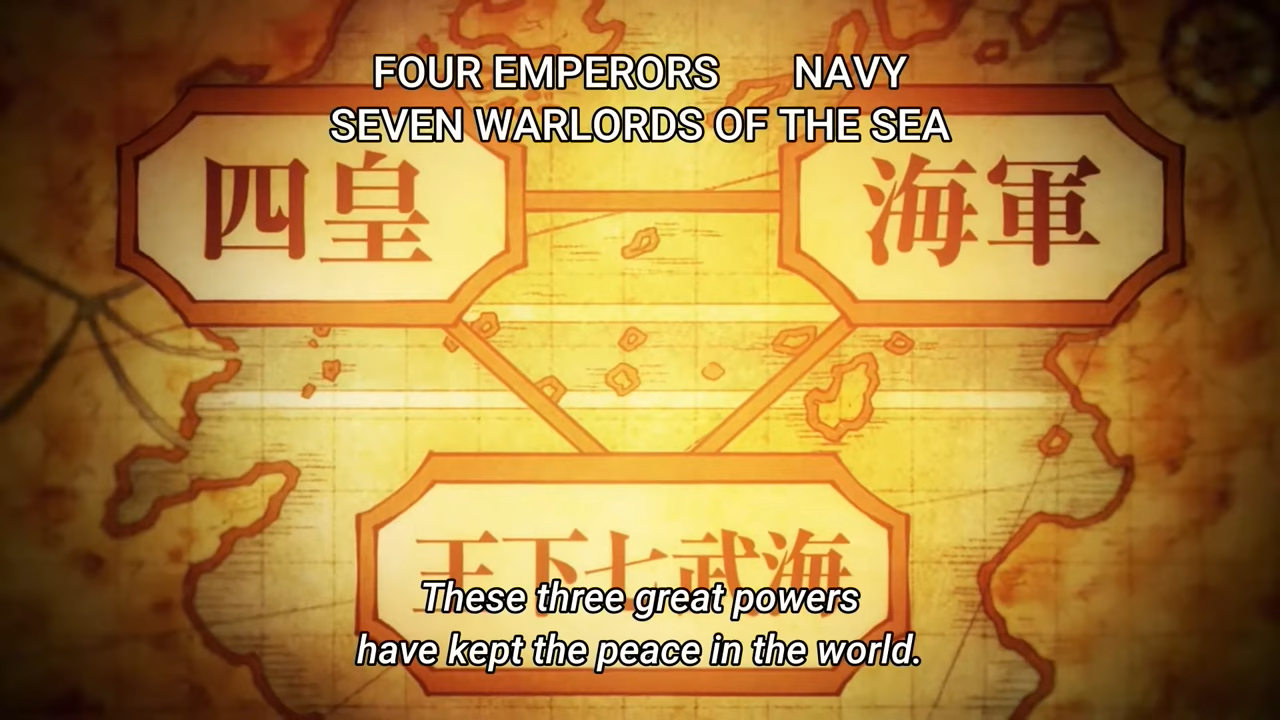 FOUR EMPERORS NAVY
SEVEN WARLORDS OF THE SEA
四皇 海軍
王下七武海
These three great powers
have kept the peace in the world.